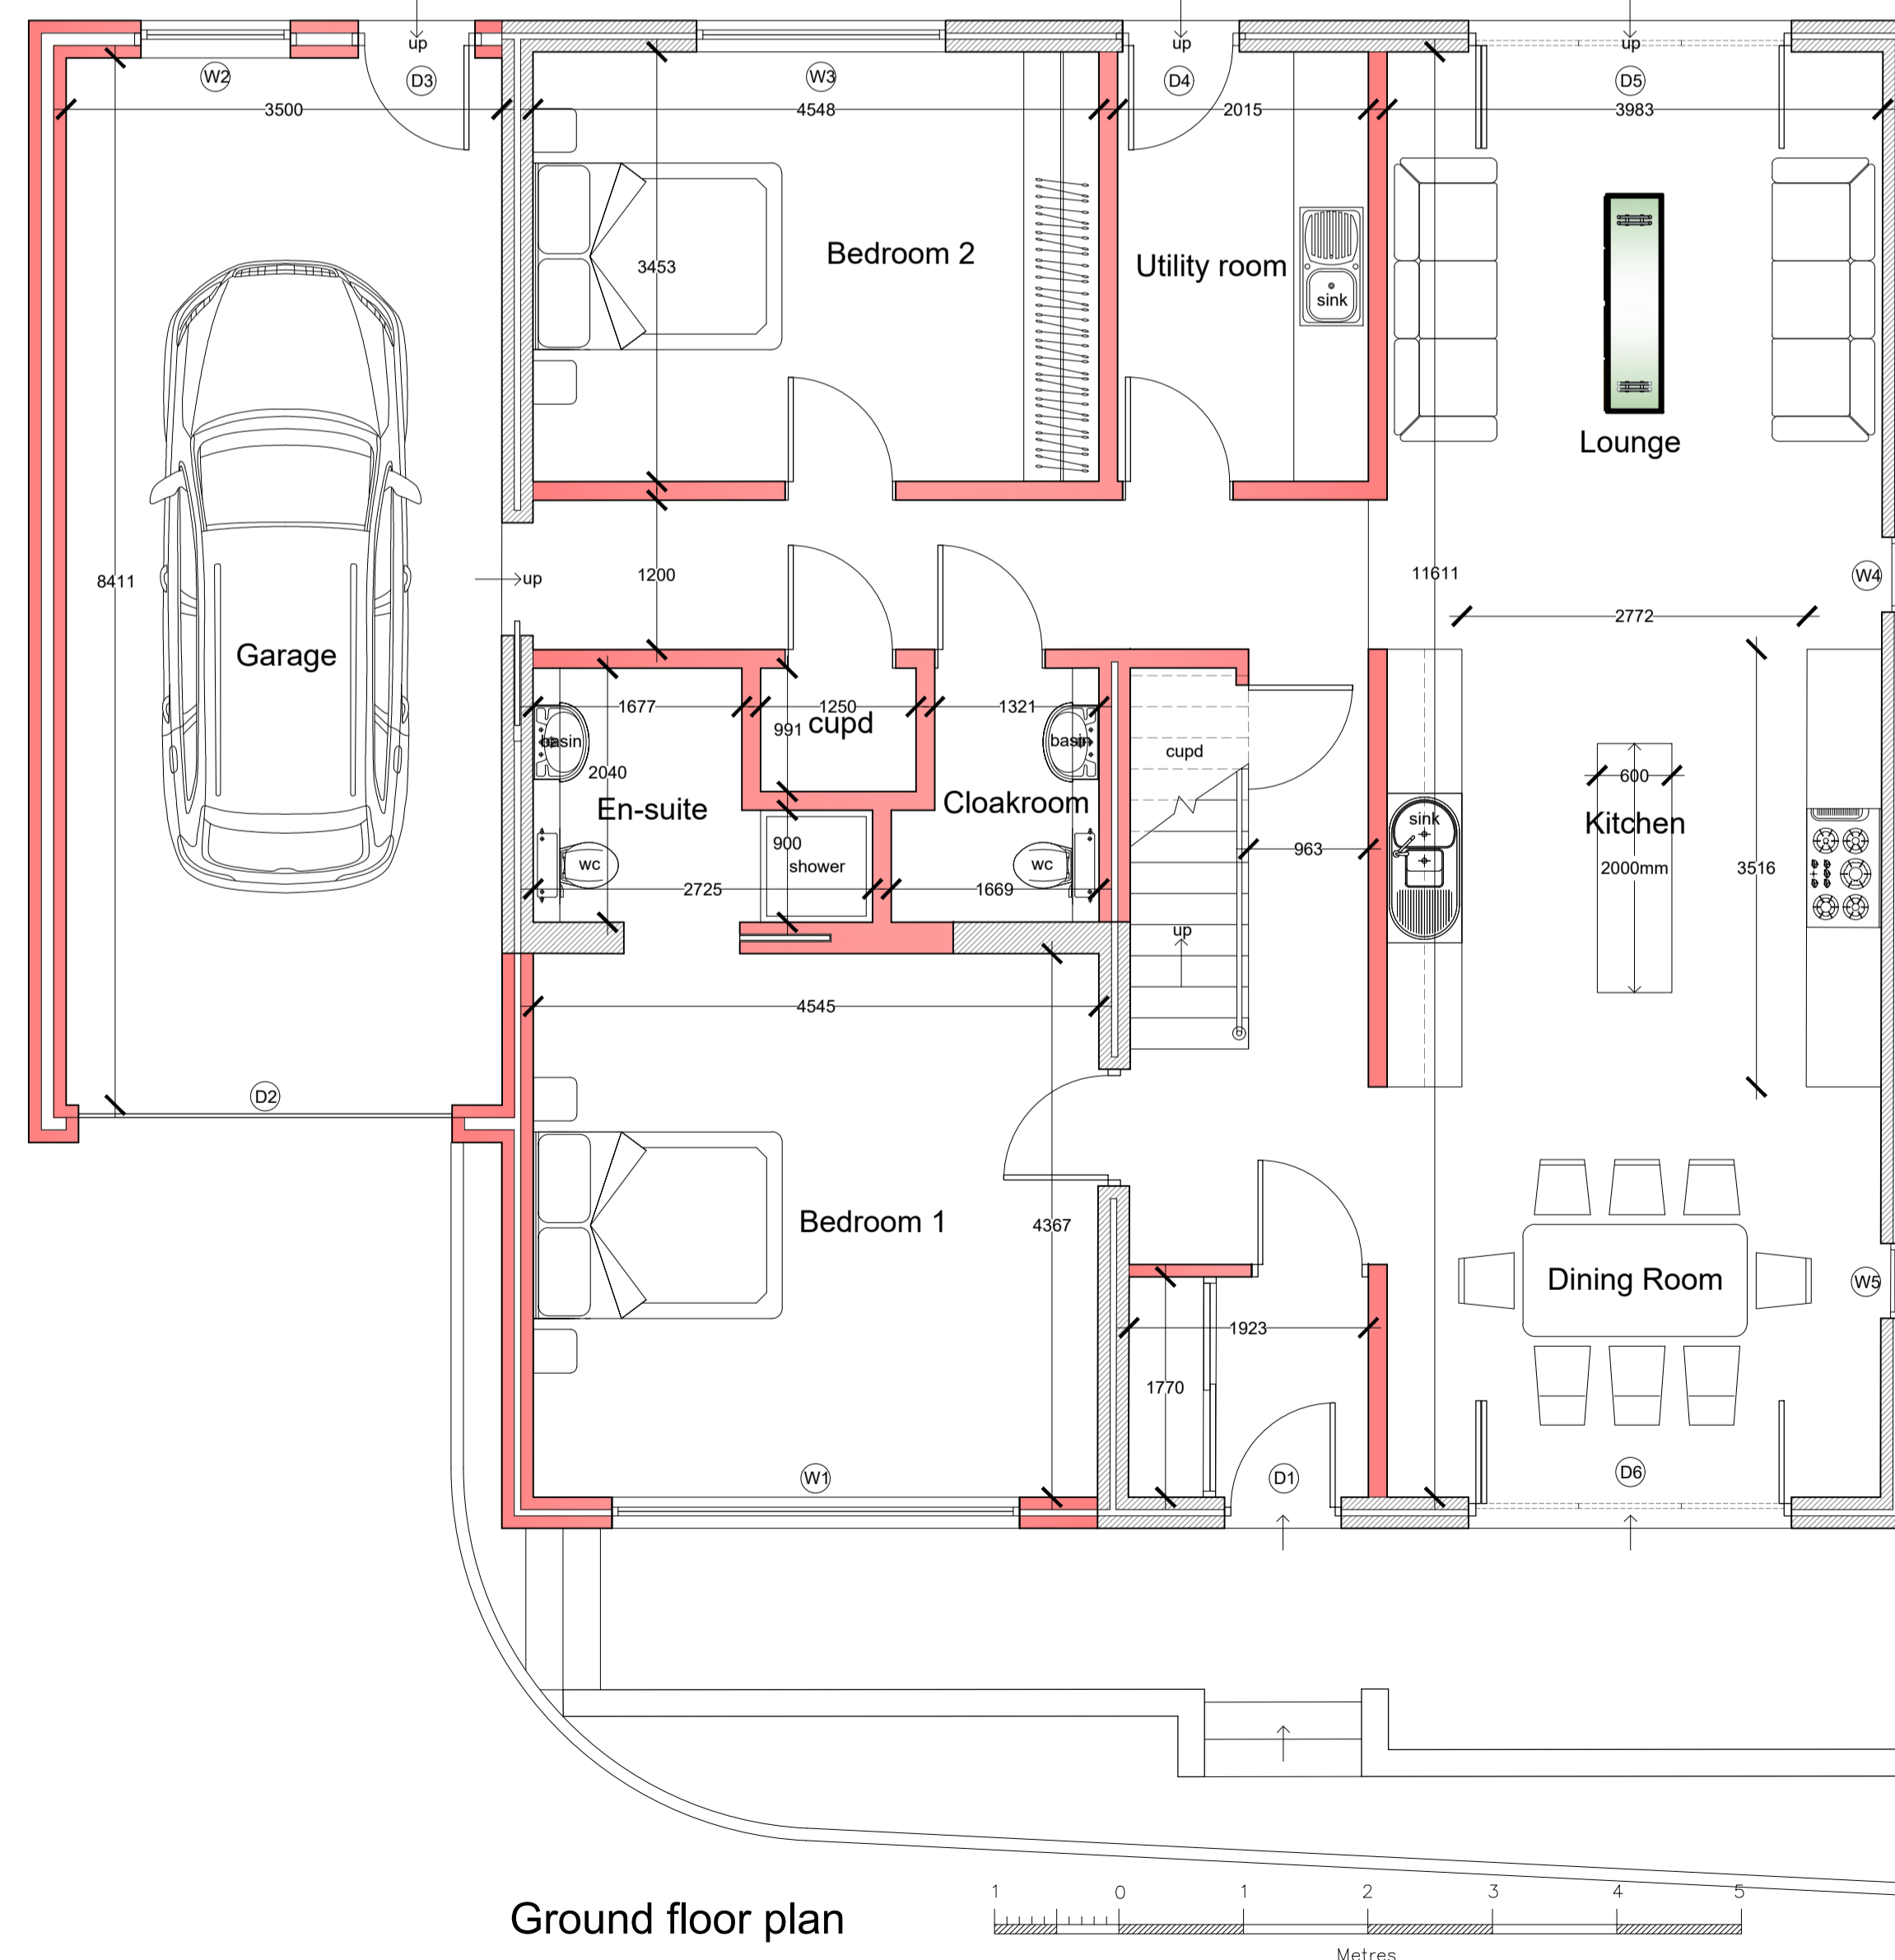 up
up
up
W2
D3
W3
D4
D5
3500
4548
2015
3983
Bedroom 2
Utility room
3453
sink
Lounge
8411
up
1200
11611
W4
2772
Garage
1677
1250
1321
991
cupd
basin
basin
cupd
2040
600
En-suite
Cloakroom
sink
Kitchen
900
963
wc
shower
wc
2000mm
3516
2725
1669
up
4545
D2
Bedroom 1
4367
Dining Room
W5
1923
1770
W1
D1
D6
Ground floor plan
1 0 1 2 3 4 5
Metres